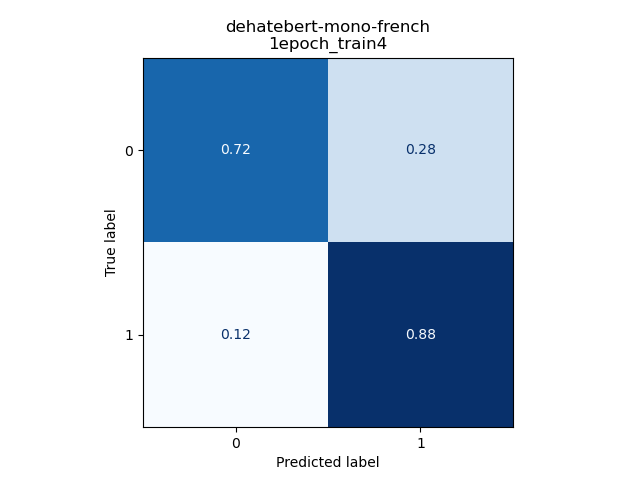 dehatebert-mono-french
1epoch_train4
True label
0
0.72
0.28
1
0.12
0.88
0
1
Predicted label